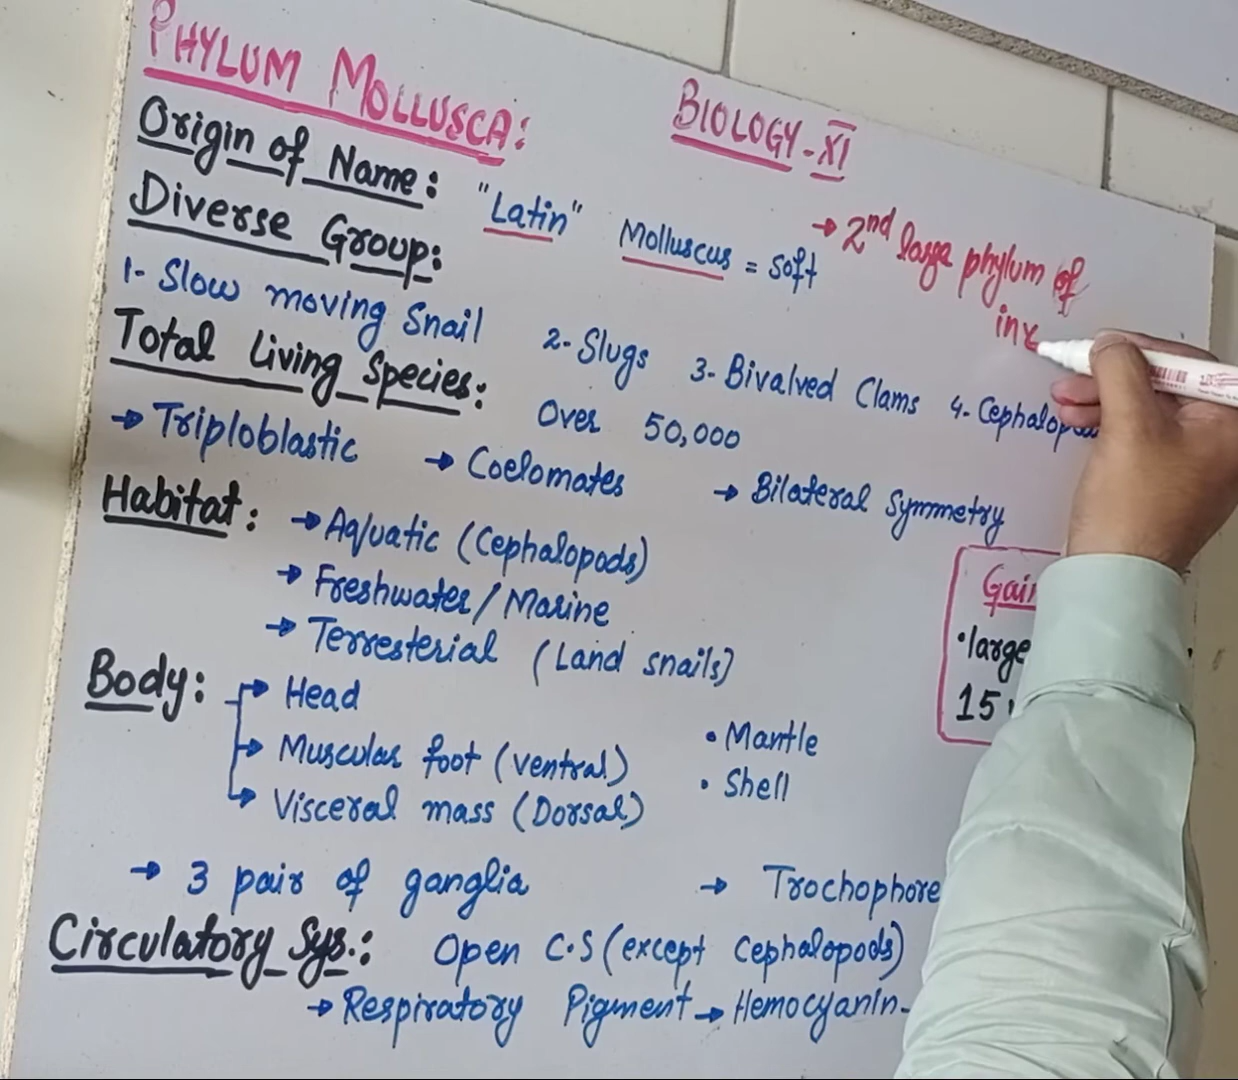 PHYLUM MOLLUSCA:
BIOLOGY-XI
Origin of Name: "Latin" Molluscus = Soft
→ 2nd large phylum of
inv
Diverse Group:
1- Slow moving Snail 2- Slugs 3- Bivalved Clams 4- Cephalopo
Total Living Species: Over 50,000
→ Triploblastic → Coelomates → Bilateral Symmetry
Habitat: → Aquatic (Cephalopods)
→ Freshwater/Marine
→ Terresterial (Land snails)
large
15
Body: → Head
→ Muscular foot (ventral)
→ Visceral mass (Dorsal)
• Mantle
• Shell
→ 3 pair of ganglia → Trochophore
Circulatory Sys.: Open C.S (except Cephalopods)
→ Respiratory Pigment → Hemocyanin-